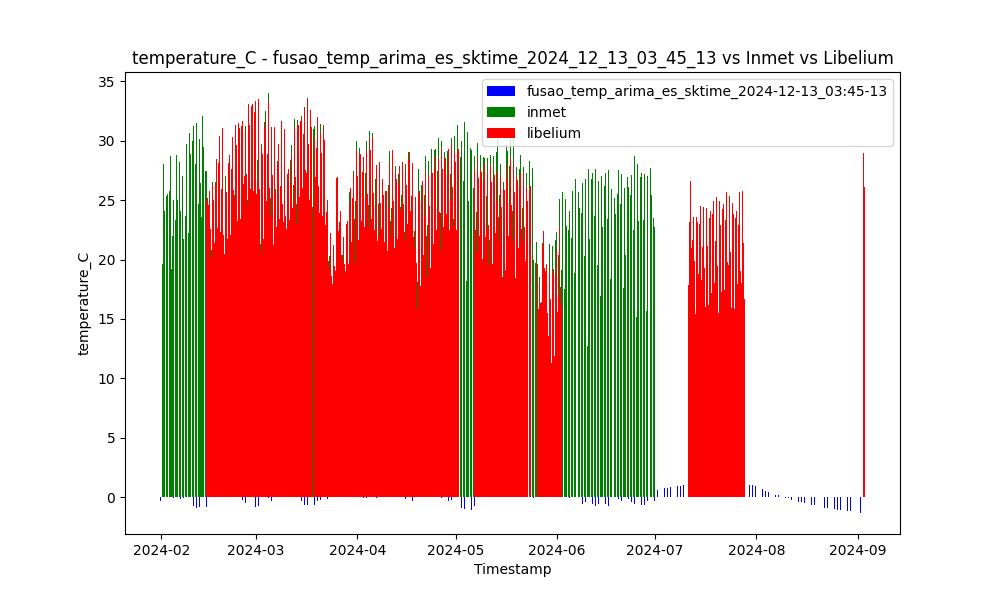 temperature_C - fusao_temp_arima_es_sktime_2024_12_13_03_45_13 vs Inmet vs Libelium
fusao_temp_arima_es_sktime_2024-12-13_03:45-13
inmet
libelium
temperature_C
35
30
25
20
15
10
5
0
2024-02 2024-03 2024-04 2024-05 2024-06 2024-07 2024-08 2024-09
Timestamp